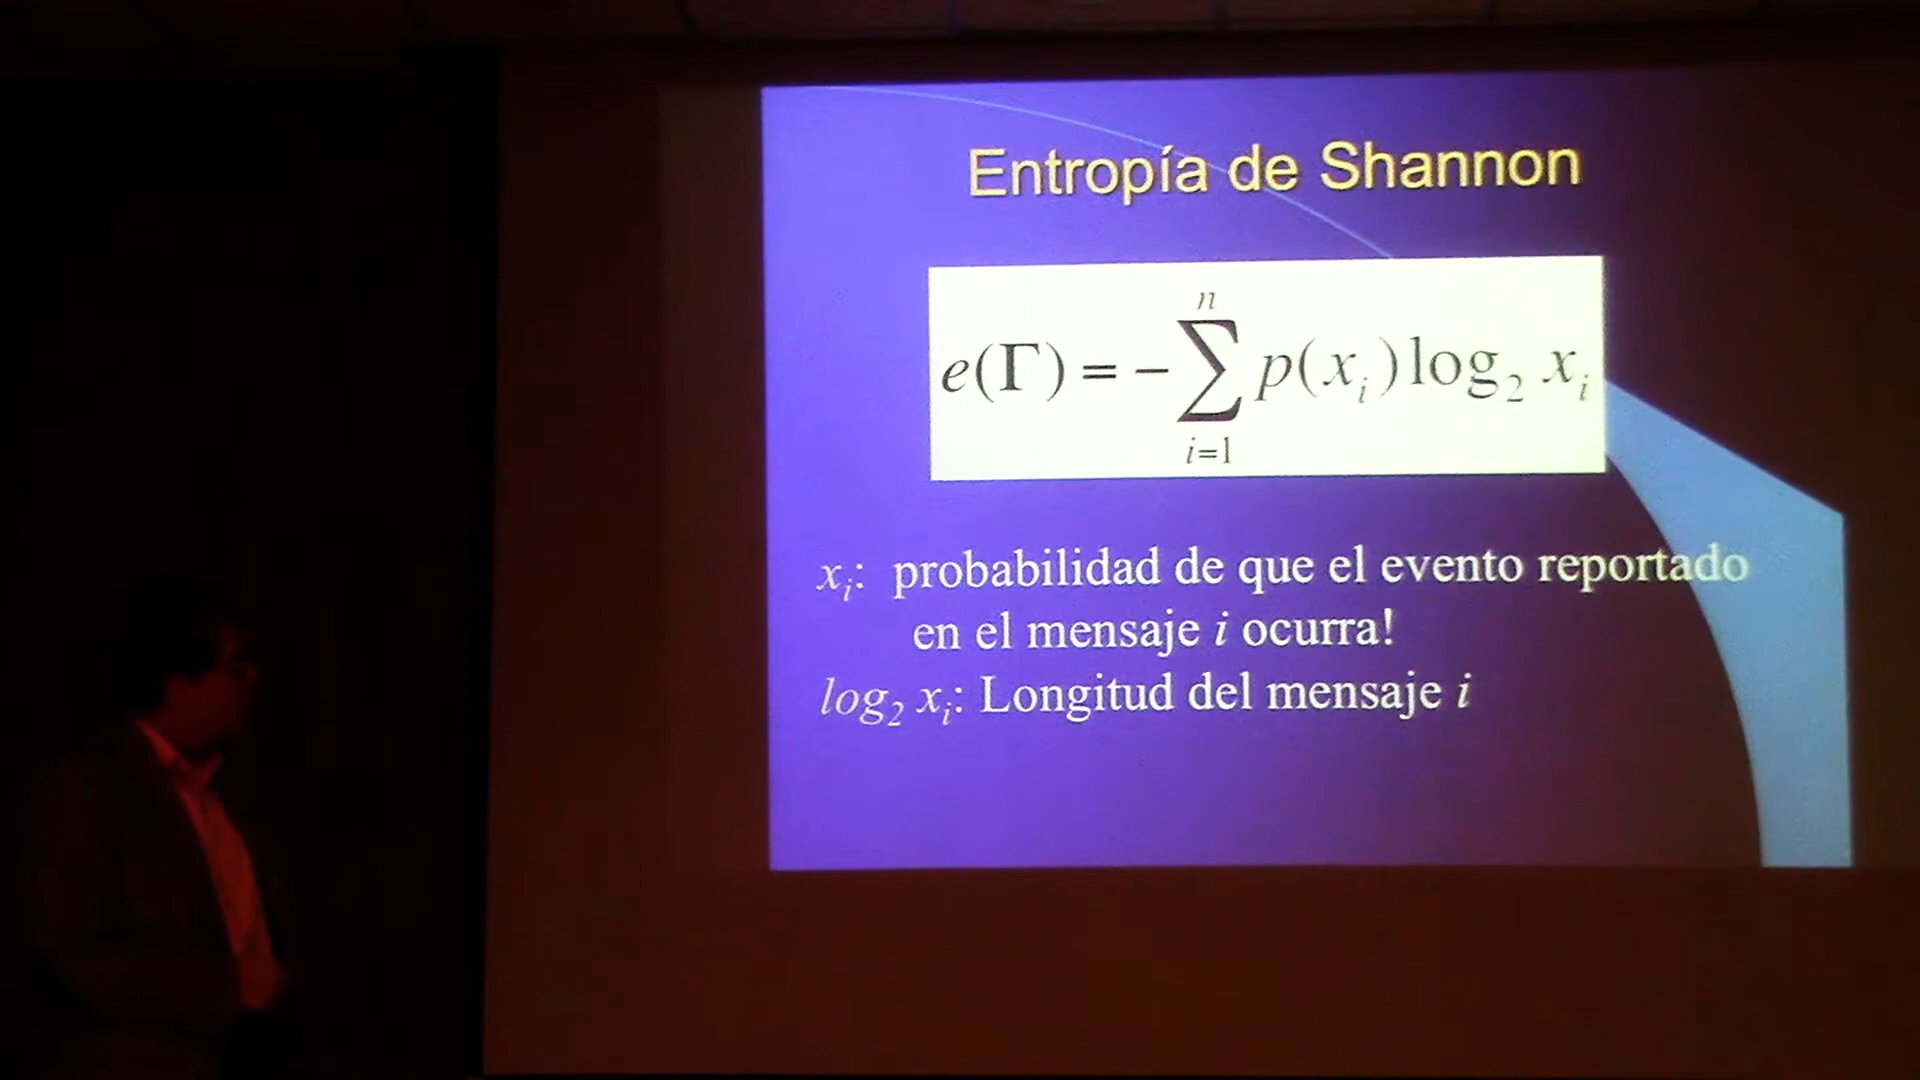 Entropía de Shannon
e(Γ) = - ∑_{i=1}^{n} p(x_i) log_2 x_i
x_i: probabilidad de que el evento reportado
en el mensaje i ocurra!
log_2 x_i: Longitud del mensaje i